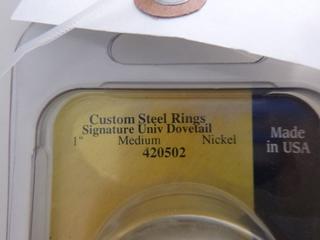 Custom Steel Rings
Signature Univ Dovetail
1" Medium Nickel
420502
Made
in USA